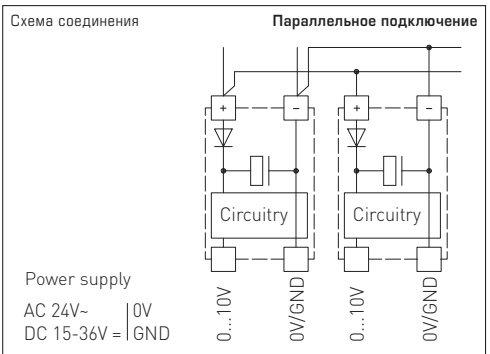 Схема соединения
Параллельное подключение
+ − + −
Circuitry Circuitry
Power supply
AC 24V~ 0V
DC 15-36V = GND
0...10V
0V/GND
0...10V
0V/GND